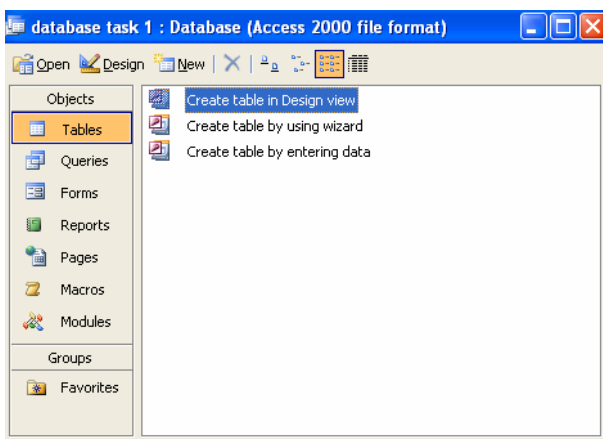 database task 1 : Database (Access 2000 file format)
Open Design New
Objects
Tables
Queries
Forms
Reports
Pages
Macros
Modules
Groups
Favorites
Create table in Design view
Create table by using wizard
Create table by entering data